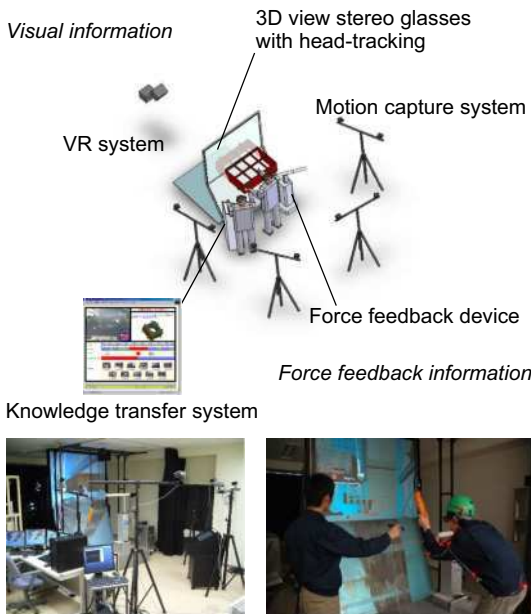 Visual information
3D view stereo glasses
with head-tracking
Motion capture system
VR system
Force feedback device
Force feedback information
Knowledge transfer system